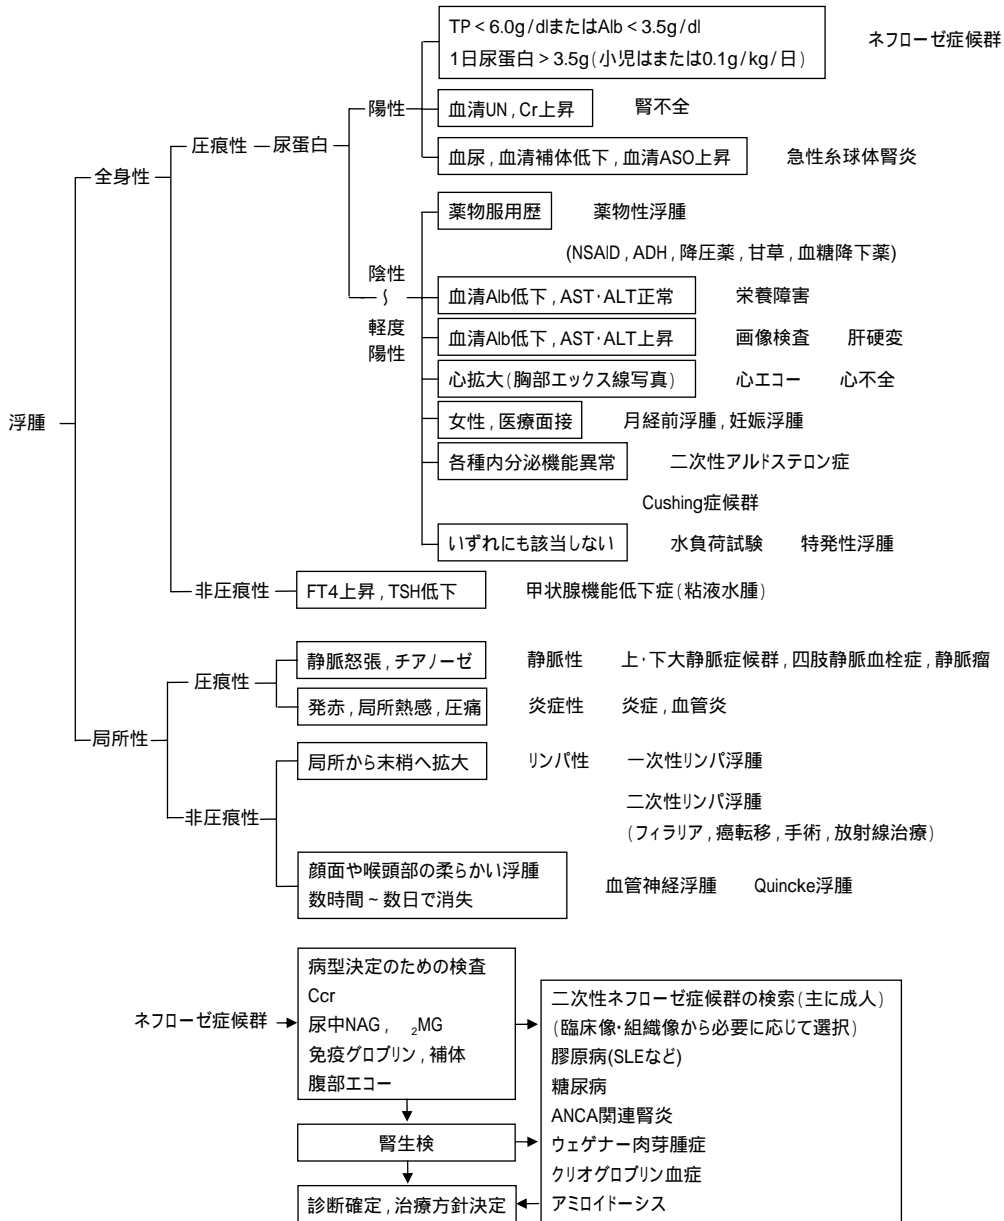 TP < 6.0g/dlまたはAlb < 3.5g/dl
1日尿蛋白 > 3.5g(小児はまたは0.1g/kg/日)
ネフローゼ症候群
陽性
血清UN , Cr上昇
腎不全
圧痕性
尿蛋白
血尿 , 血清補体低下 , 血清ASO上昇
急性糸球体腎炎
全身性
薬物服用歴
薬物性浮腫
(NSAID , ADH , 降圧薬 , 甘草 , 血糖降下薬)
陰性
~
軽度
陽性
血清Alb低下 , AST·ALT正常
栄養障害
血清Alb低下 , AST·ALT上昇
画像検査
肝硬変
心拡大(胸部エックス線写真)
心エコー
心不全
浮腫
女性 , 医療面接
月経前浮腫 , 妊娠浮腫
各種内分泌機能異常
二次性アルドステロン症
Cushing症候群
いずれにも該当しない
水負荷試験
特発性浮腫
非圧痕性
FT4上昇 , TSH低下
甲状腺機能低下症(粘液水腫)
静脈怒張 , チアノーゼ
静脈性
上·下大静脈症候群 , 四肢静脈血栓症 , 静脈瘤
圧痕性
発赤 , 局所熱感 , 圧痛
炎症性
炎症 , 血管炎
局所性
局所から末梢へ拡大
リンパ性
一次性リンパ浮腫
二次性リンパ浮腫
(フィラリア , 癌転移 , 手術 , 放射線治療)
非圧痕性
顔面や喉頭部の柔らかい浮腫
数時間 ~ 数日で消失
血管神経浮腫
Quincke浮腫
ネフローゼ症候群
病型決定のための検査
Ccr
尿中NAG , ₂MG
免疫グロブリン , 補体
腹部エコー
腎生検
診断確定 , 治療方針決定
二次性ネフローゼ症候群の検索(主に成人)
(臨床像·組織像から必要に応じて選択)
膠原病(SLEなど)
糖尿病
ANCA関連腎炎
ウェゲナー肉芽腫症
クリオグロブリン血症
アミロイドーシス